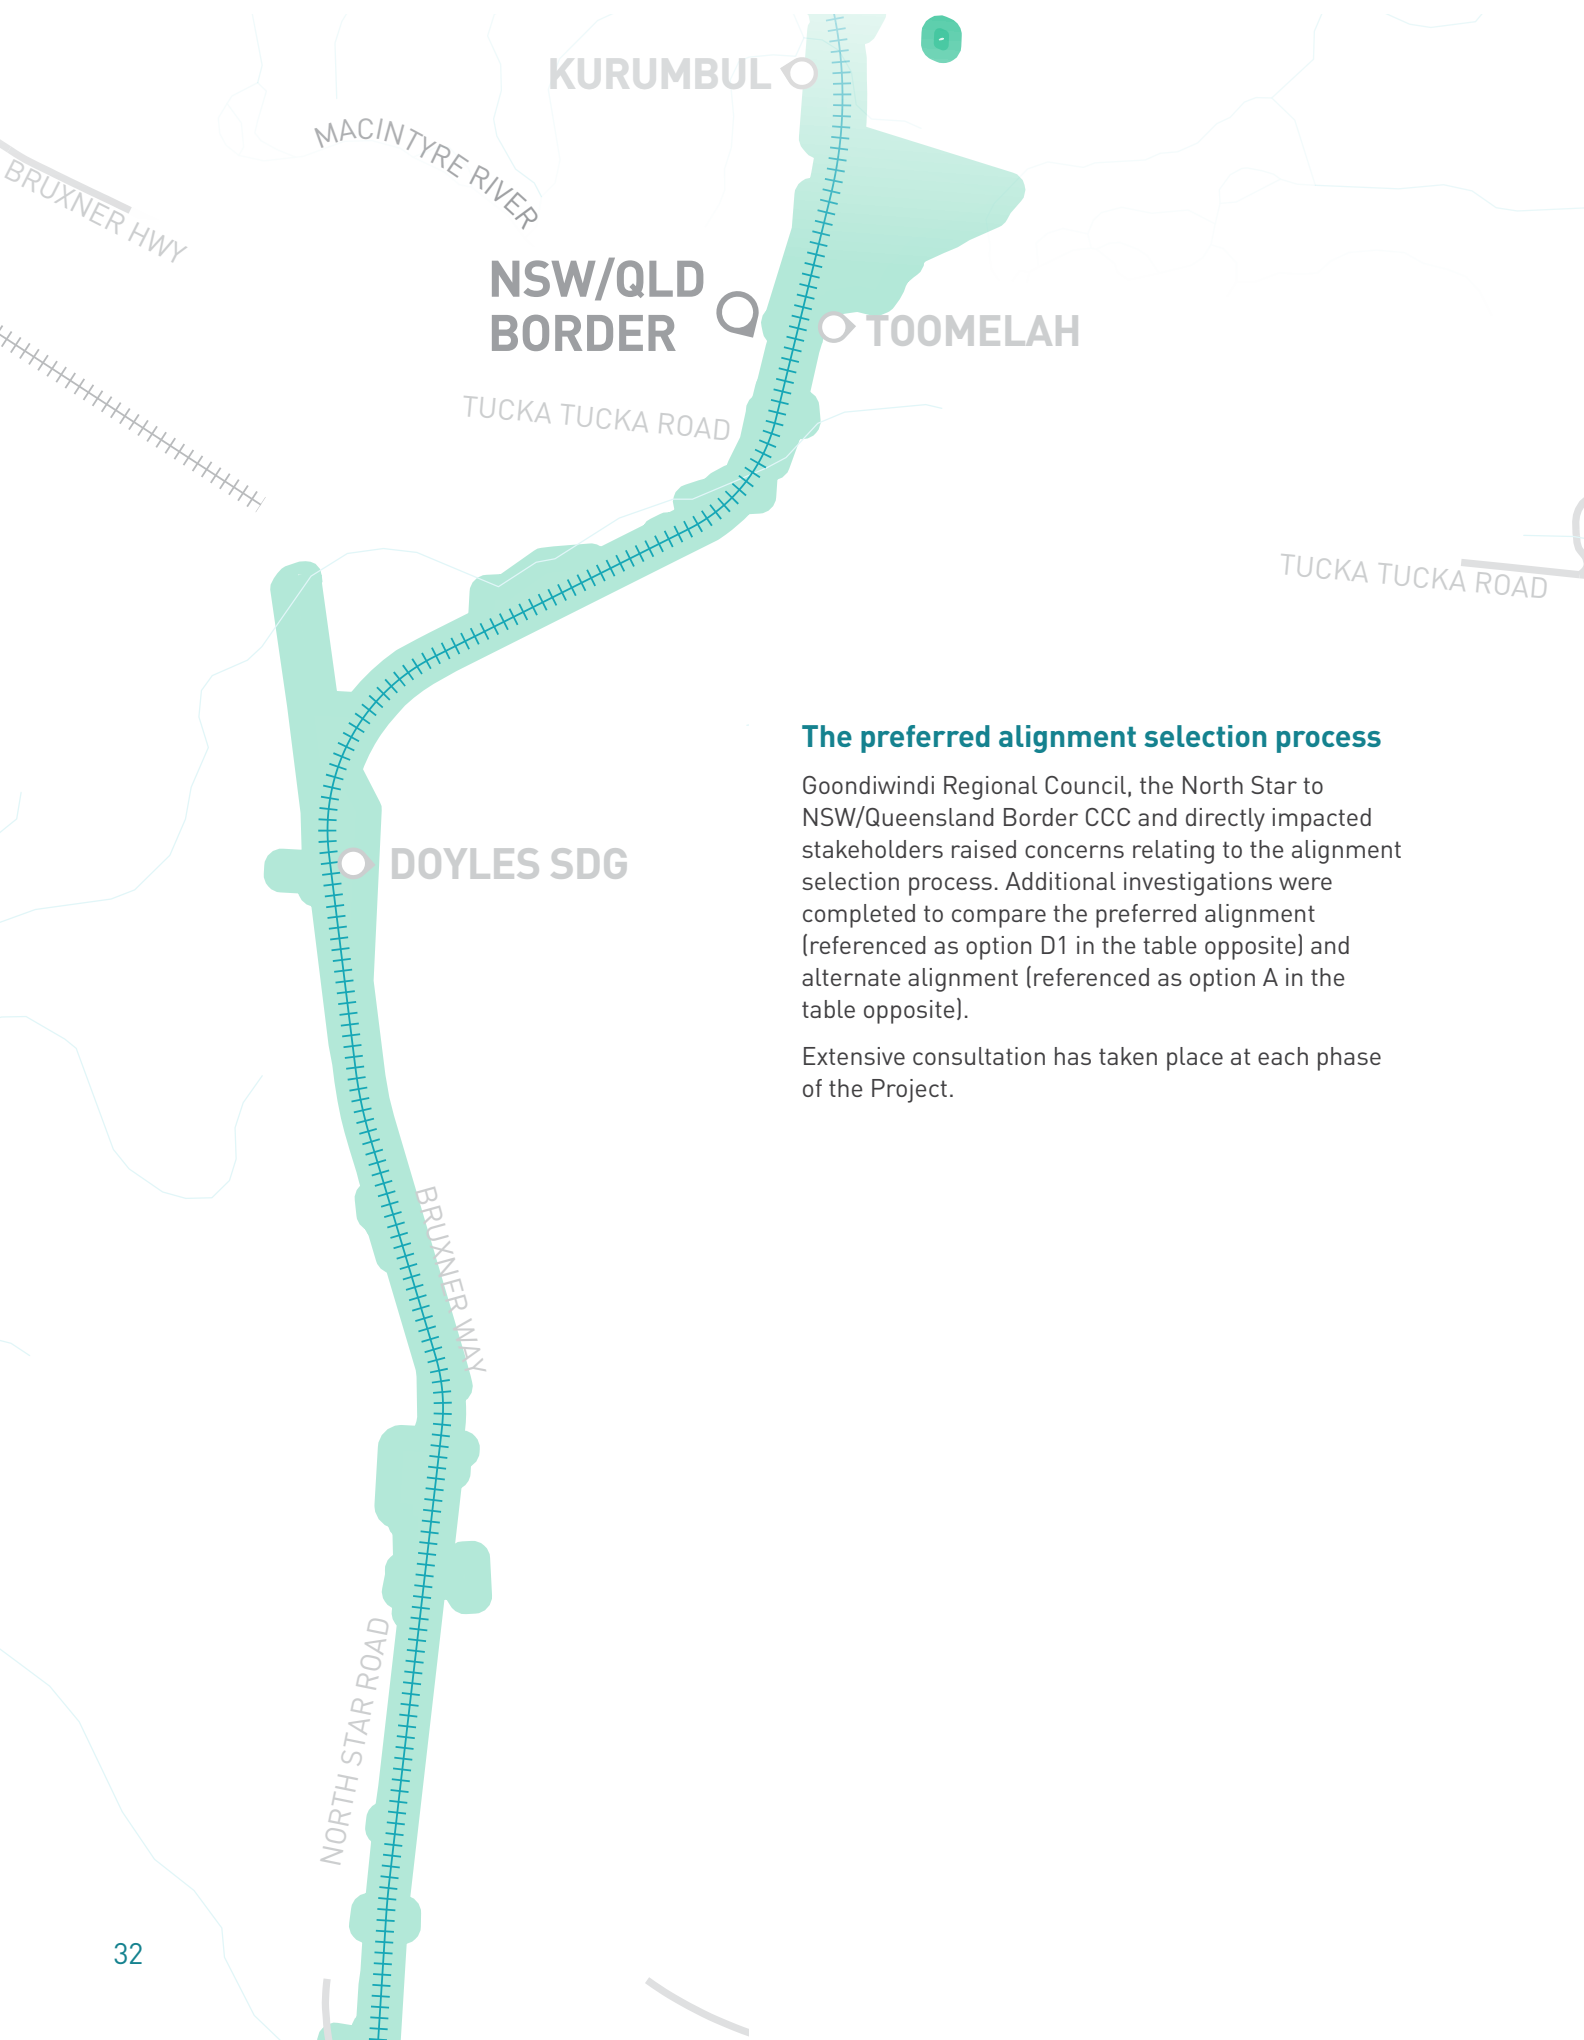 KURUMBUL
MACINTYRE RIVER
BRUXNER HWY
NSW/QLD
BORDER
TOOMELAH
TUCKA TUCKA ROAD
TUCKA TUCKA ROAD
The preferred alignment selection process
Goondiwindi Regional Council, the North Star to
NSW/Queensland Border CCC and directly impacted
stakeholders raised concerns relating to the alignment
selection process. Additional investigations were
completed to compare the preferred alignment
(referenced as option D1 in the table opposite) and
alternate alignment (referenced as option A in the
table opposite).
Extensive consultation has taken place at each phase
of the Project.
DOYLES SDG
BRUXNER WAY
NORTH STAR ROAD
32